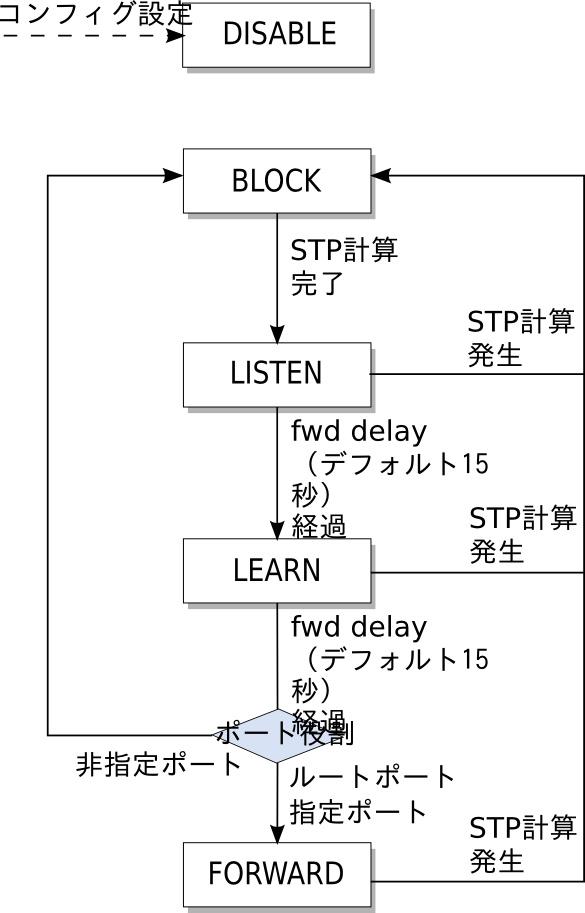 コンフィグ設定
DISABLE
BLOCK
STP計算
完了
STP計算
発生
LISTEN
fwd delay
（デフォルト15
秒）
経過
STP計算
発生
LEARN
fwd delay
（デフォルト15
秒）
経過
ポート役割
非指定ポート
ルートポート
指定ポート
STP計算
発生
FORWARD